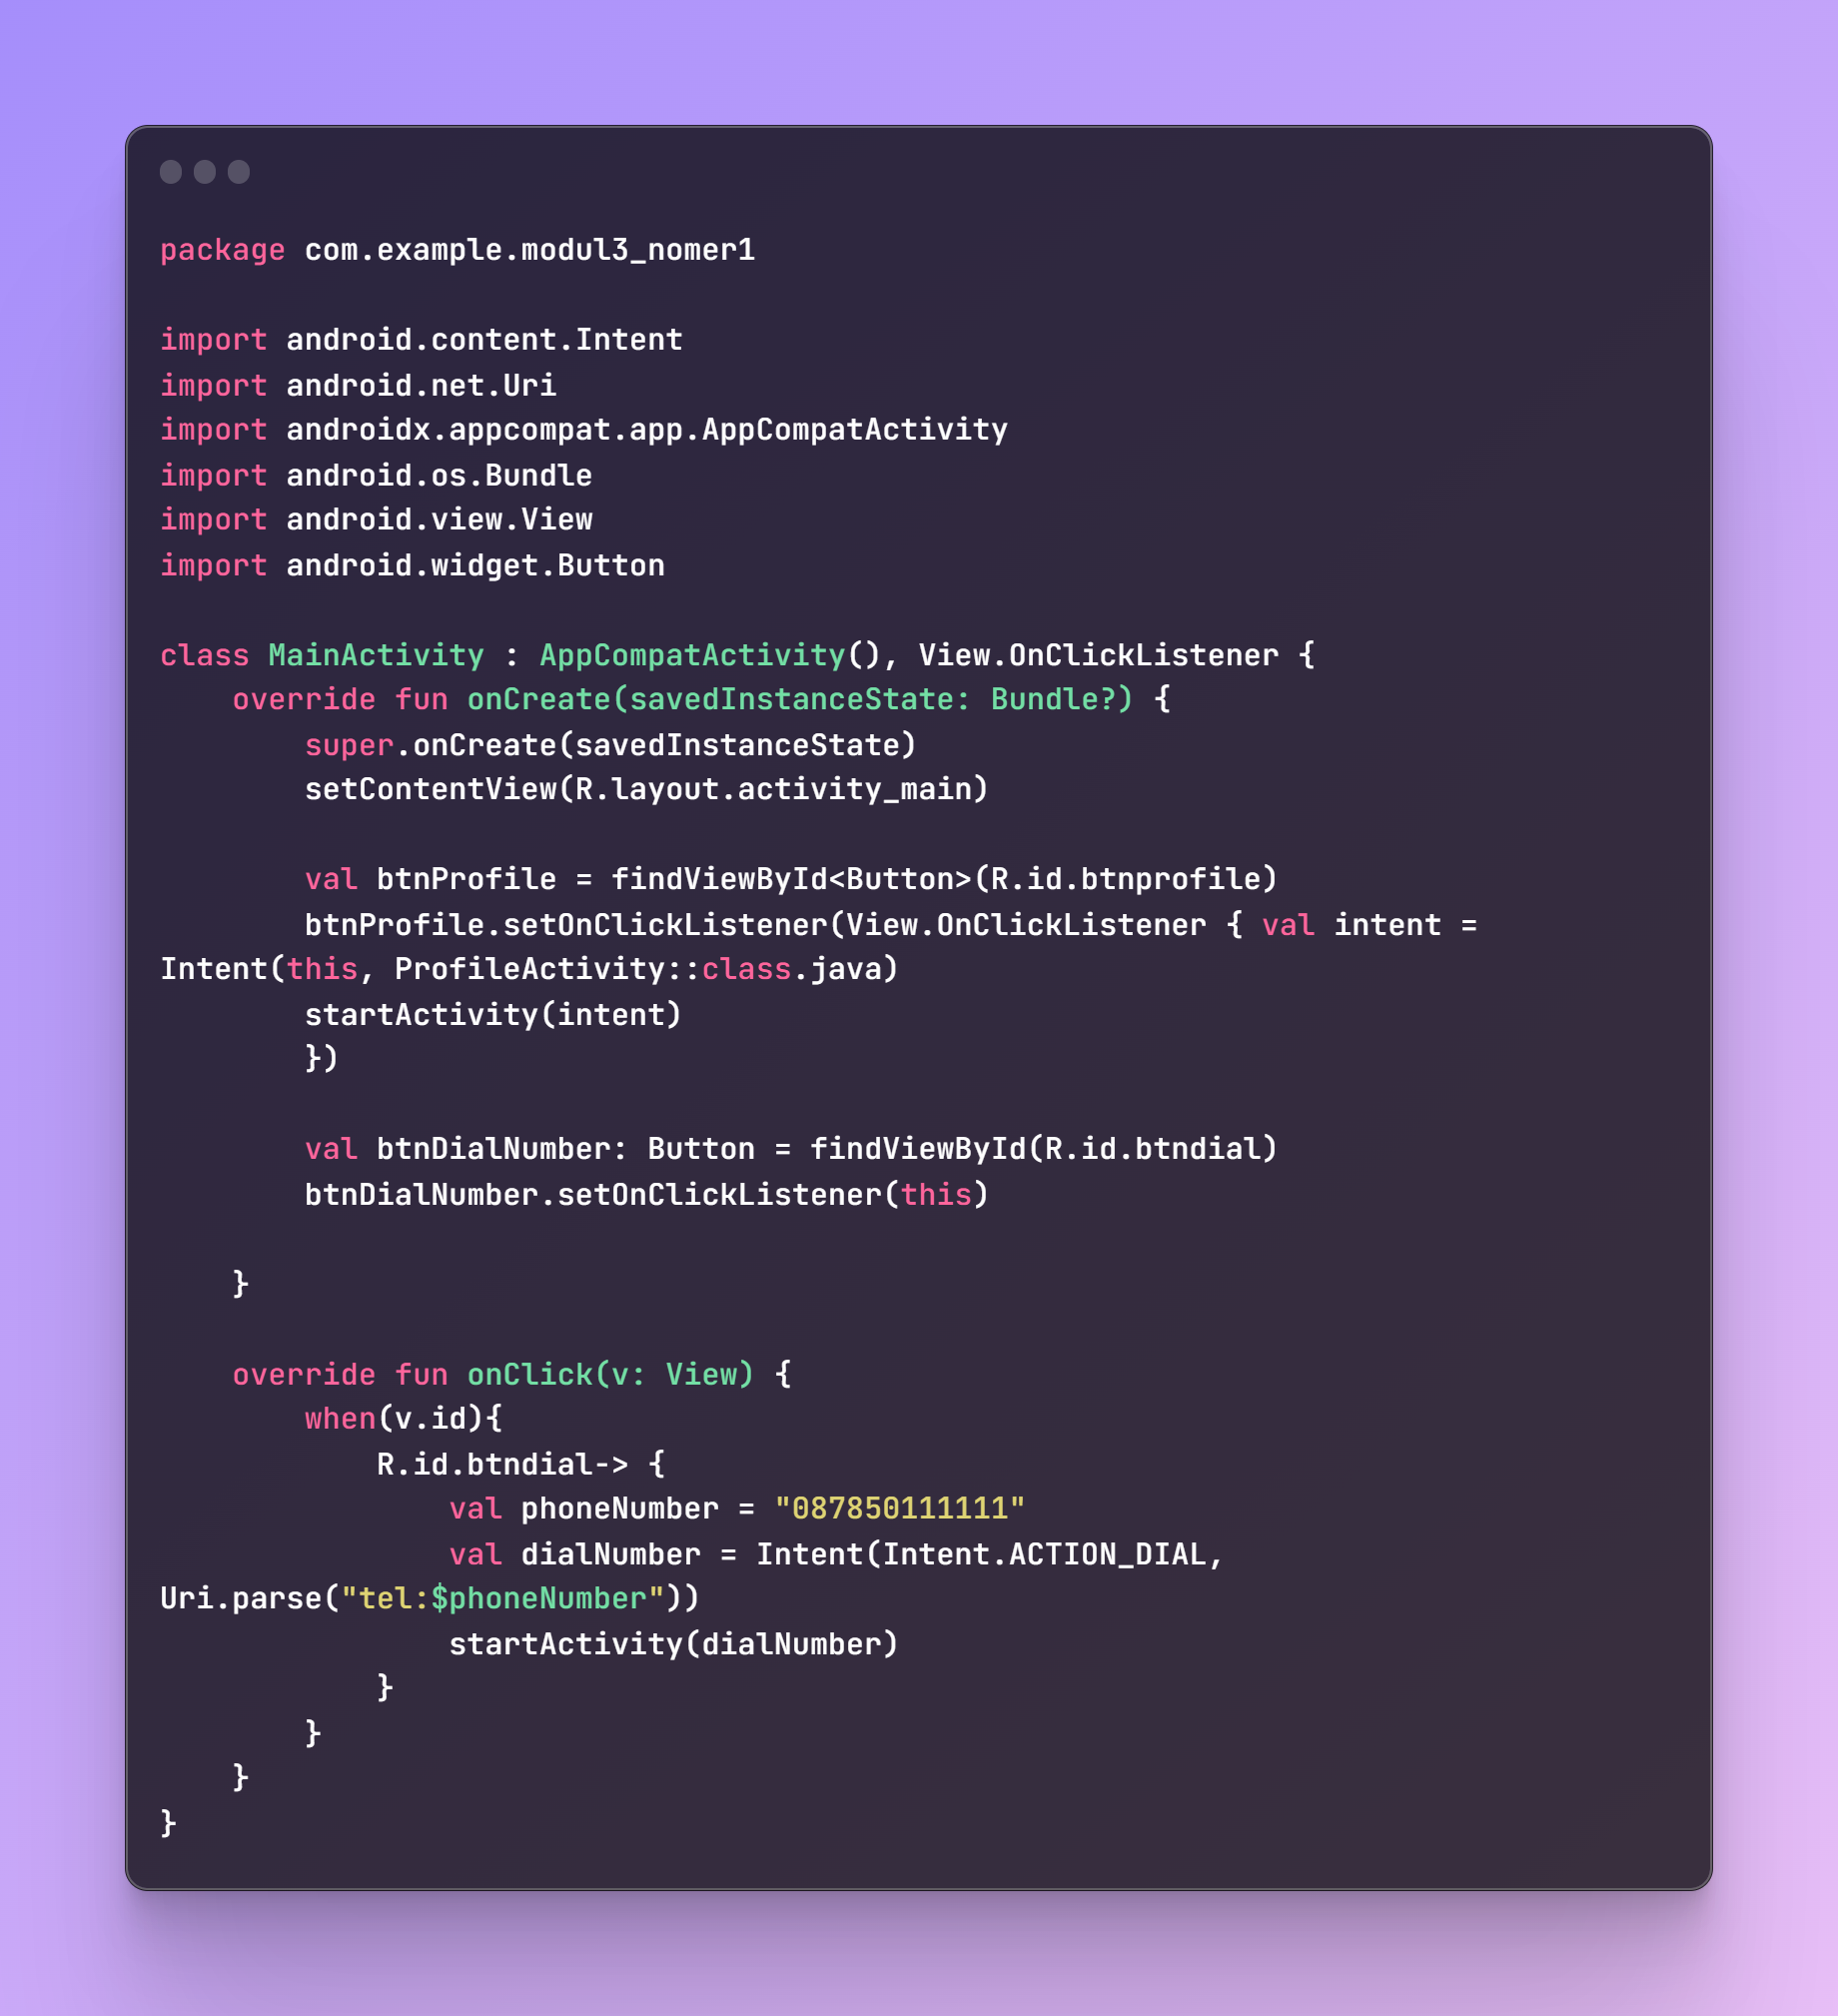 package com.example.modul3_nomer1

import android.content.Intent
import android.net.Uri
import androidx.appcompat.app.AppCompatActivity
import android.os.Bundle
import android.view.View
import android.widget.Button

class MainActivity : AppCompatActivity(), View.OnClickListener {
    override fun onCreate(savedInstanceState: Bundle?) {
        super.onCreate(savedInstanceState)
        setContentView(R.layout.activity_main)

        val btnProfile = findViewById<Button>(R.id.btnprofile)
        btnProfile.setOnClickListener(View.OnClickListener { val intent =
Intent(this, ProfileActivity::class.java)
        startActivity(intent)
        })

        val btnDialNumber: Button = findViewById(R.id.btndial)
        btnDialNumber.setOnClickListener(this)

    }

    override fun onClick(v: View) {
        when(v.id){
            R.id.btndial-> {
                val phoneNumber = "087850111111"
                val dialNumber = Intent(Intent.ACTION_DIAL,
Uri.parse("tel:$phoneNumber"))
                startActivity(dialNumber)
            }
        }
    }
}